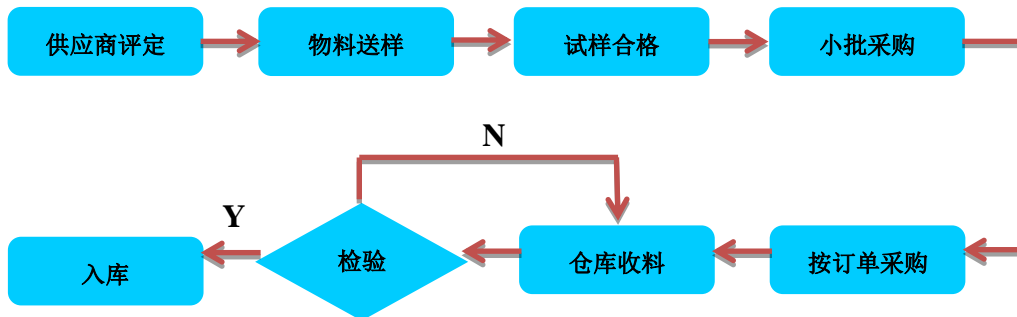 供应商评定
物料送样
试样合格
小批采购
N
Y
入库
检验
仓库收料
按订单采购